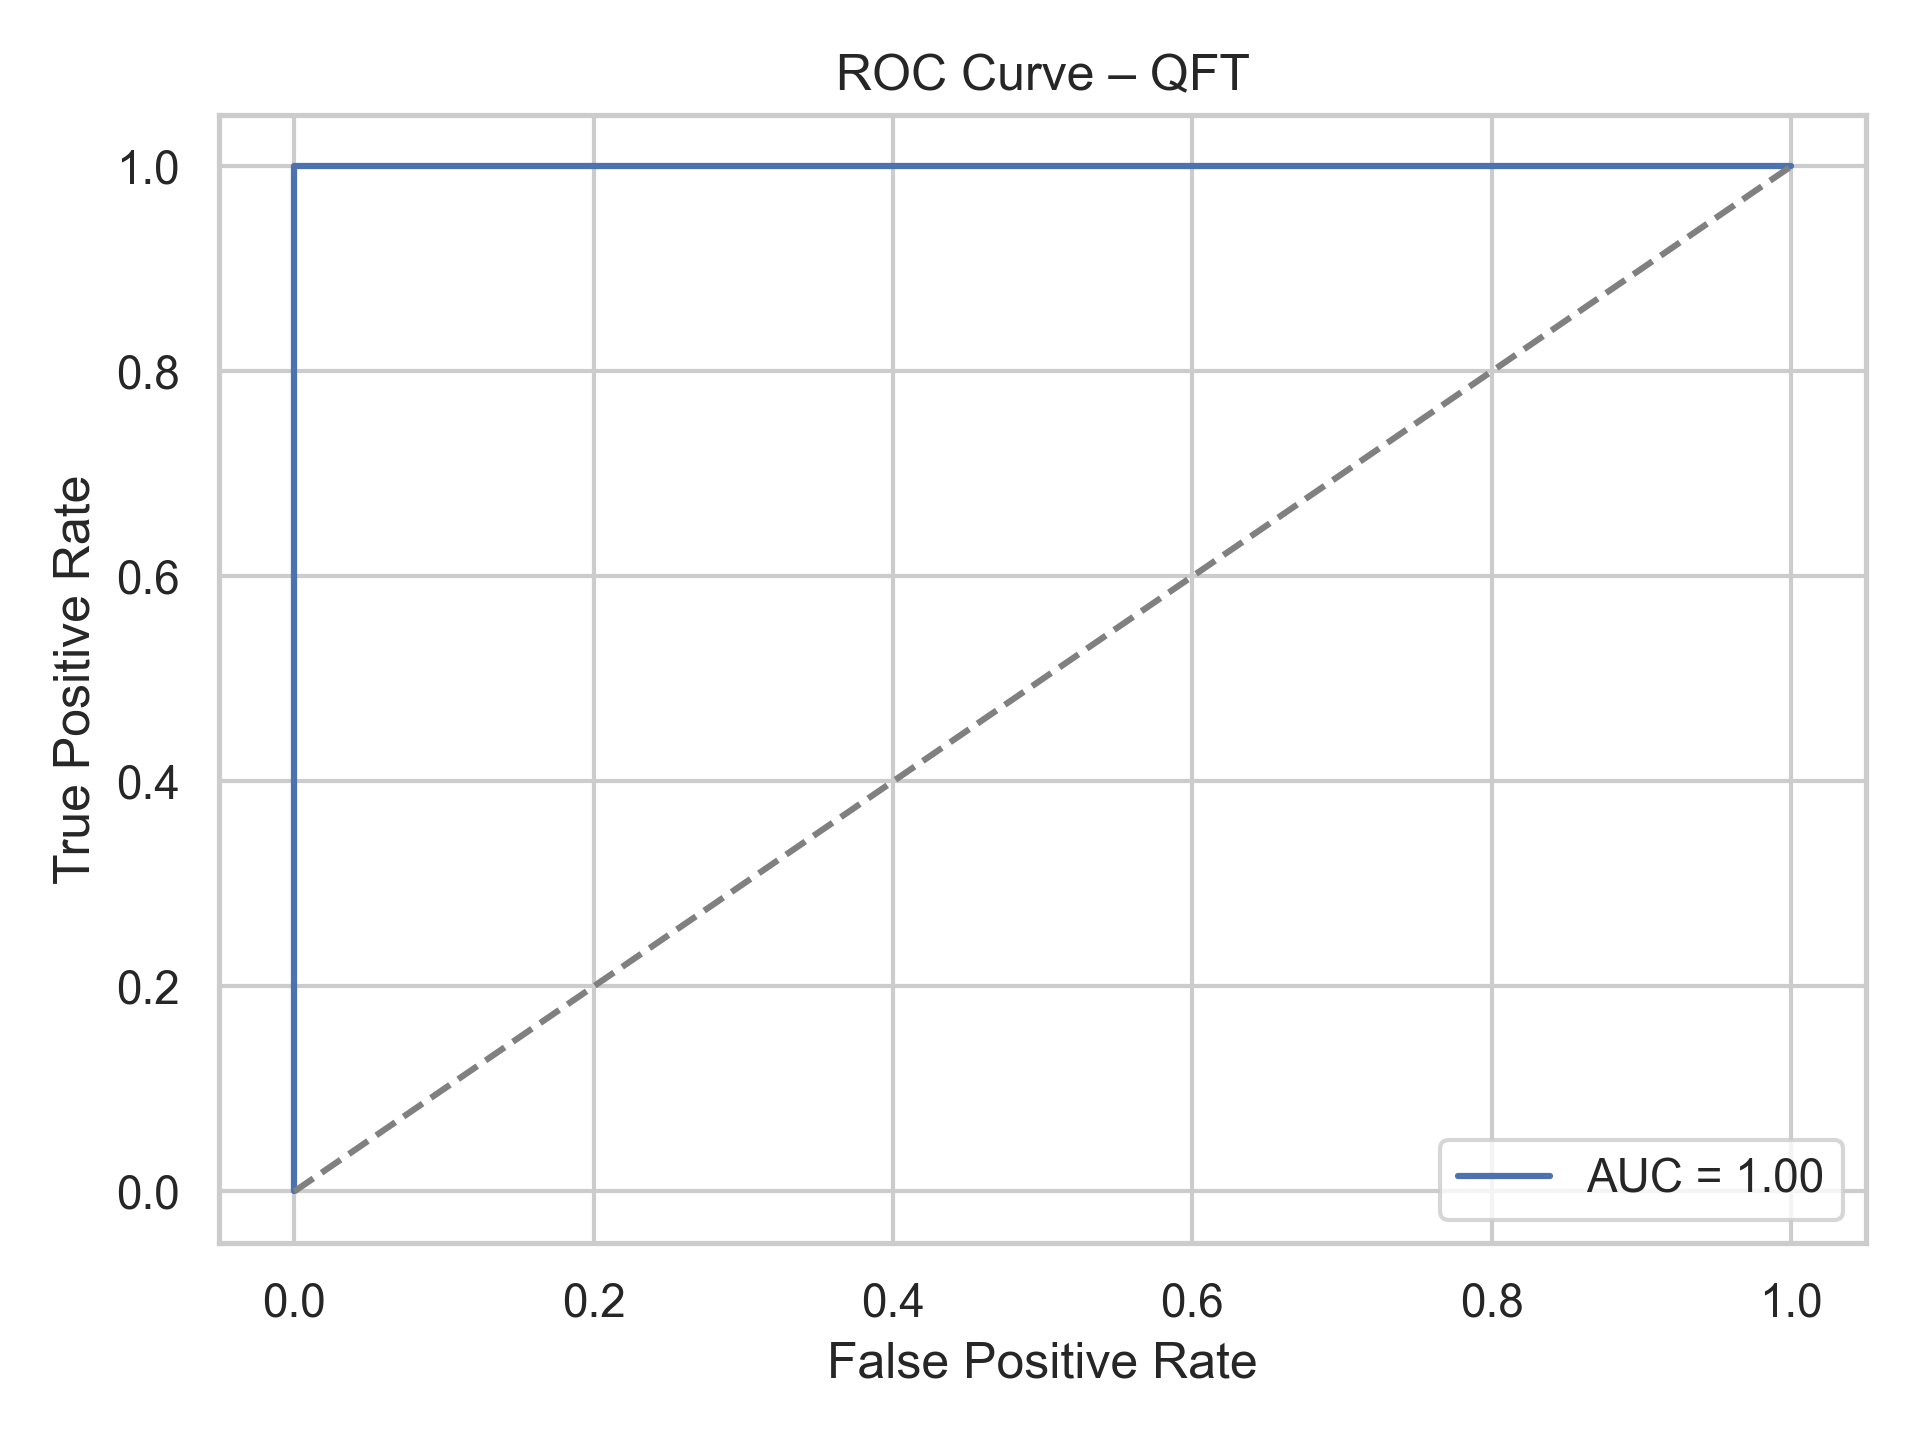 ROC Curve – QFT
True Positive Rate
1.0
0.8
0.6
0.4
0.2
0.0
AUC = 1.00
0.0 0.2 0.4 0.6 0.8 1.0
False Positive Rate